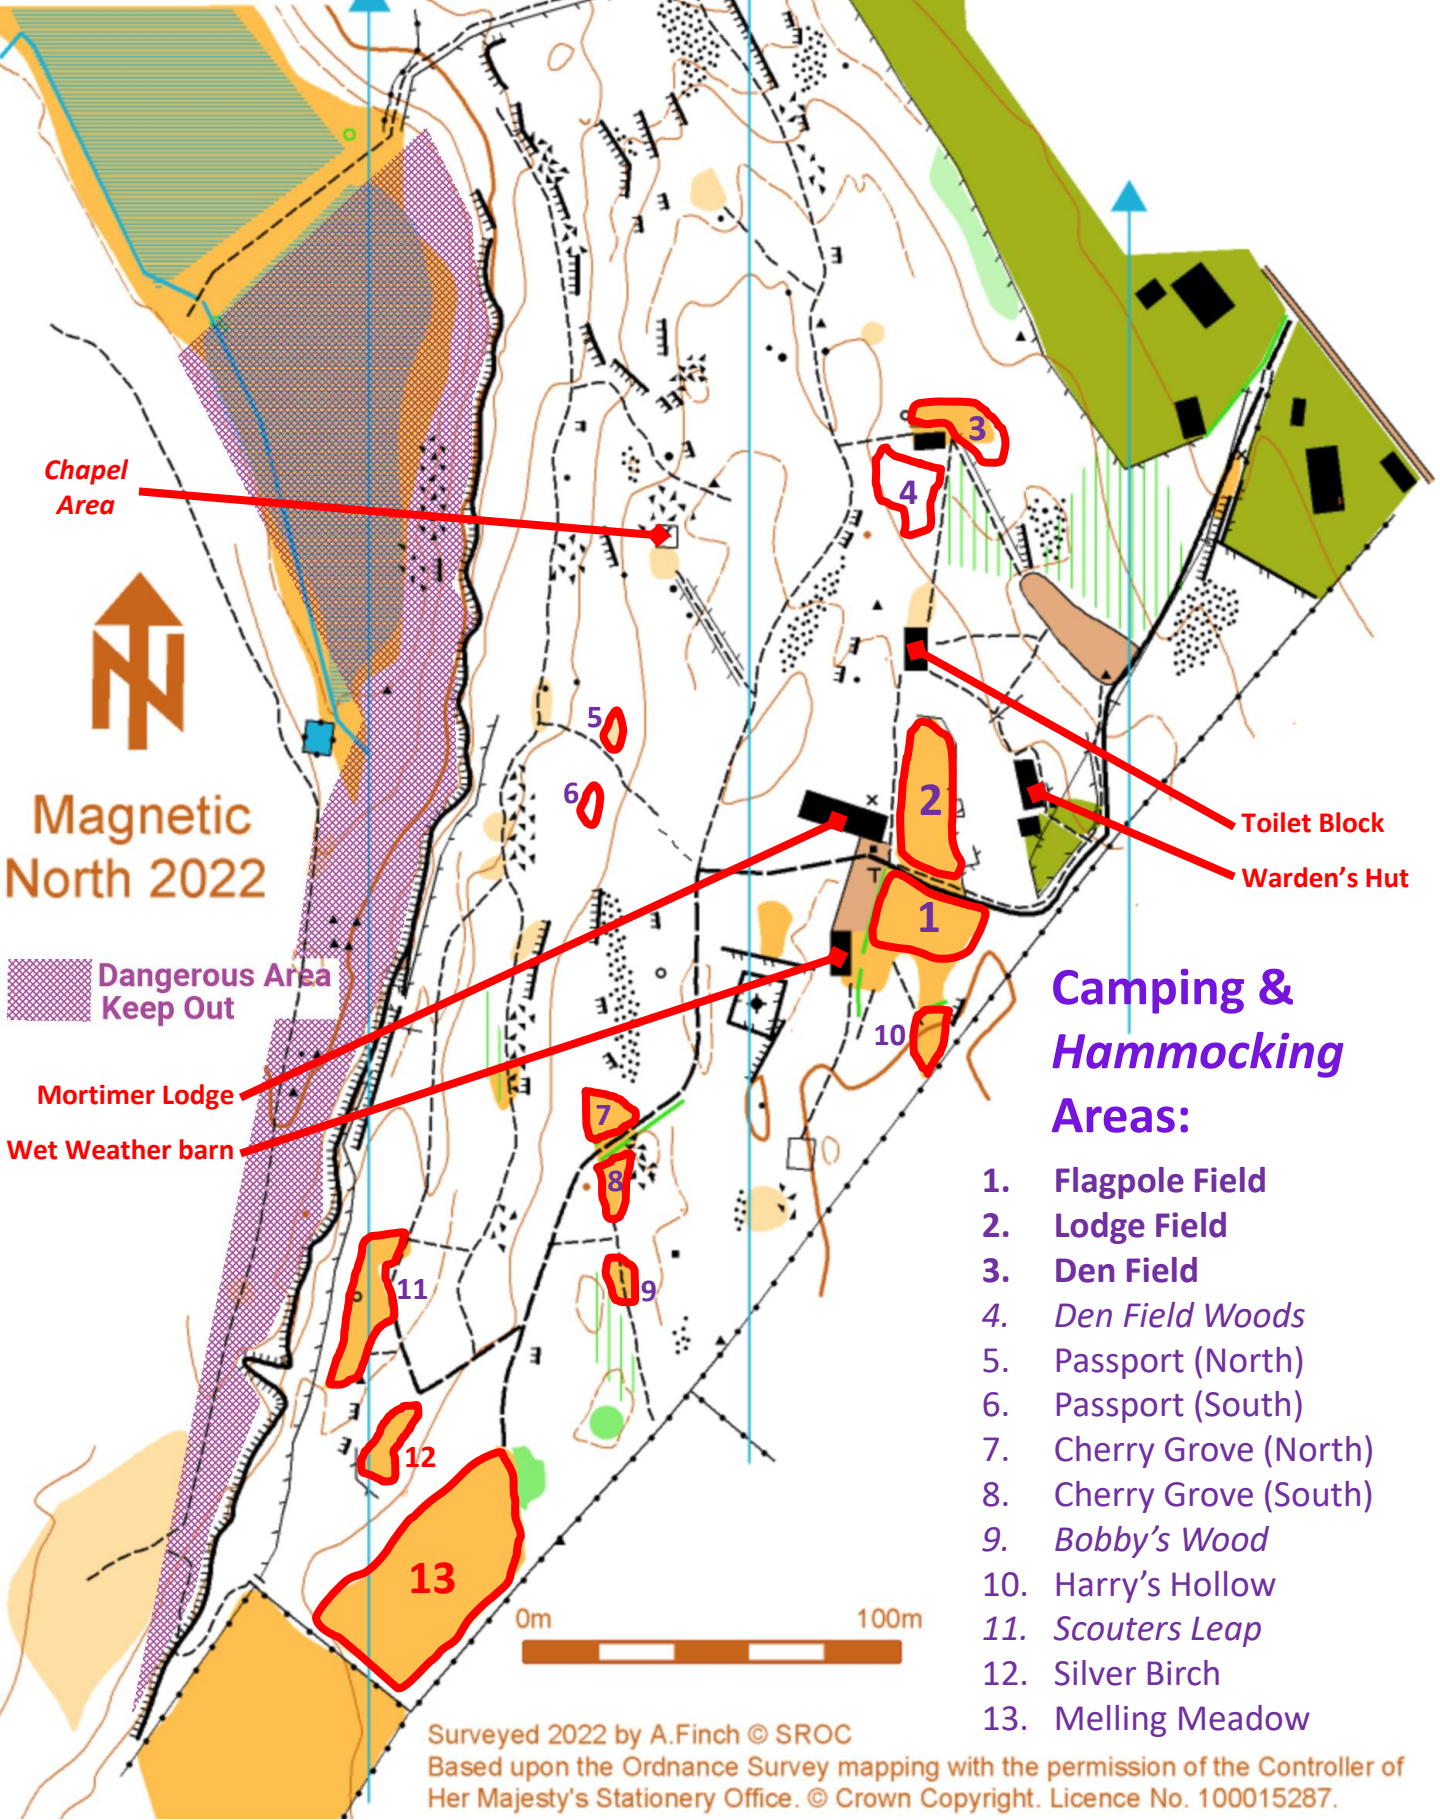 3
4
Chapel
Area
N
5
6
2
Magnetic
North 2022
Toilet Block
Warden's Hut
1
Dangerous Area
Keep Out
10
Mortimer Lodge
Wet Weather barn
7
8
9
11
12
13
Camping &
Hammocking
Areas:
1. Flagpole Field
2. Lodge Field
3. Den Field
4. Den Field Woods
5. Passport (North)
6. Passport (South)
7. Cherry Grove (North)
8. Cherry Grove (South)
9. Bobby's Wood
10. Harry's Hollow
11. Scouters Leap
12. Silver Birch
13. Melling Meadow
0m 100m
Surveyed 2022 by A.Finch © SROC
Based upon the Ordnance Survey mapping with the permission of the Controller of
Her Majesty's Stationery Office. © Crown Copyright. Licence No. 100015287.